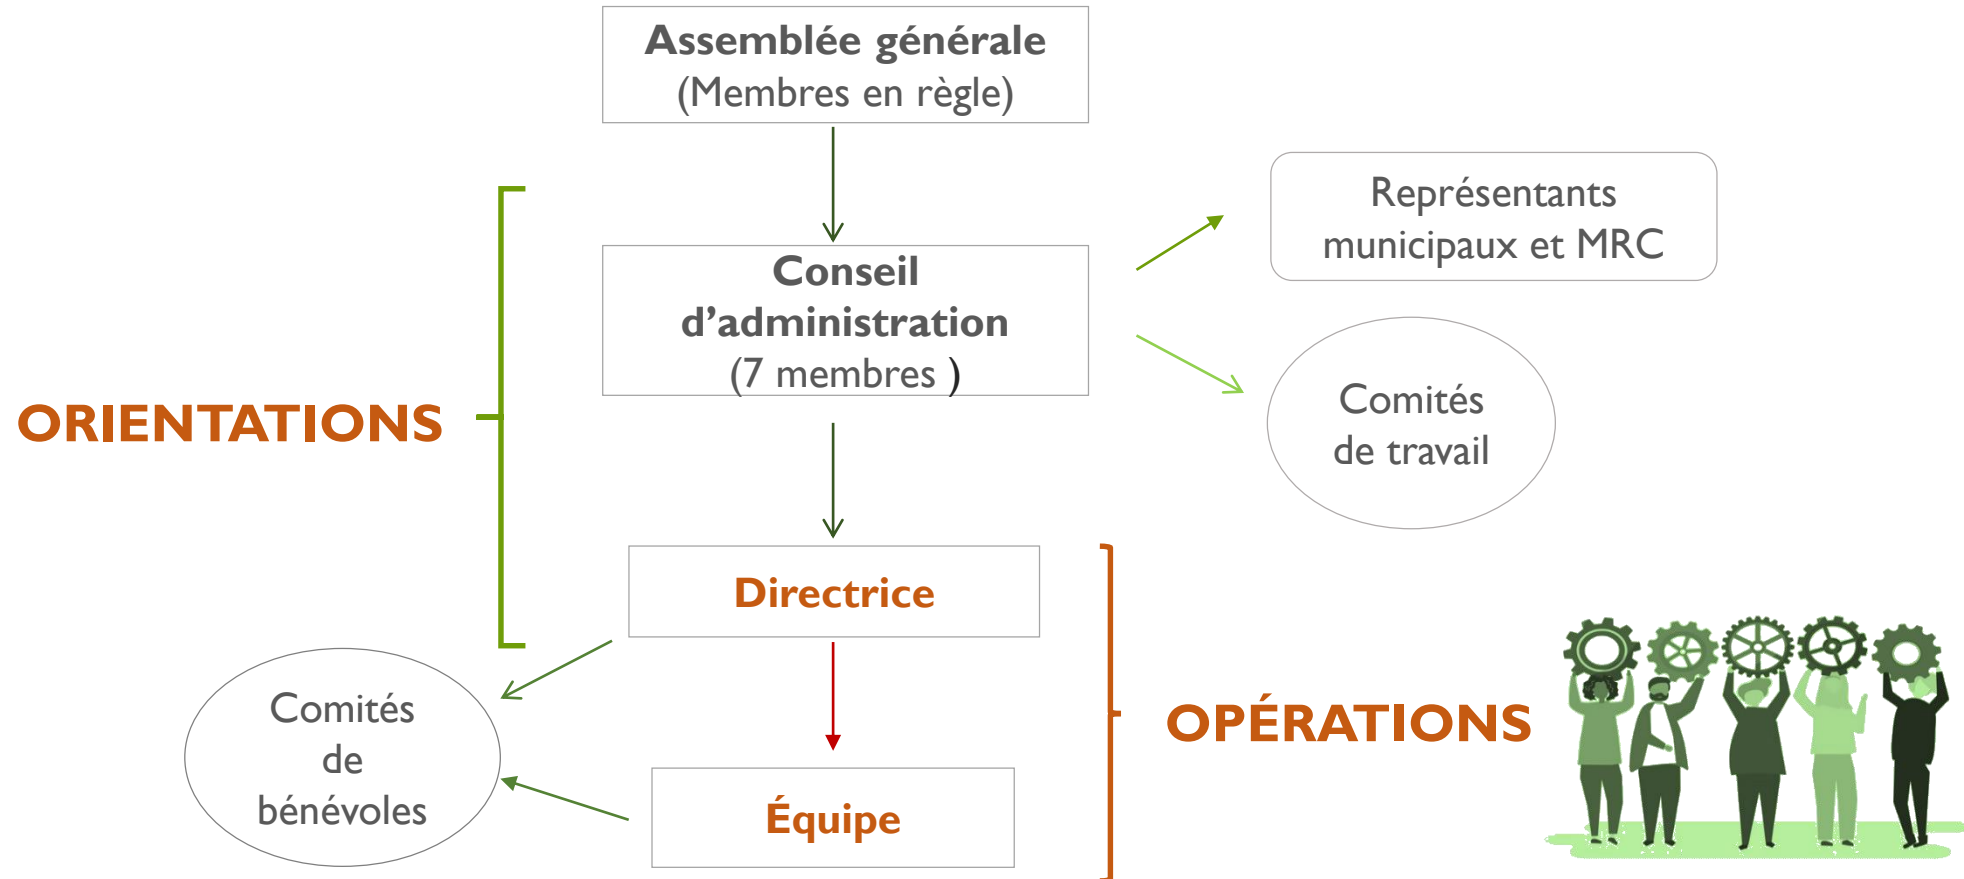 Assemblée générale
(Membres en règle)
Représentants
municipaux et MRC
Conseil
d’administration
(7 membres )
Comités
de travail
ORIENTATIONS
Directrice
Comités
de
bénévoles
OPÉRATIONS
Équipe